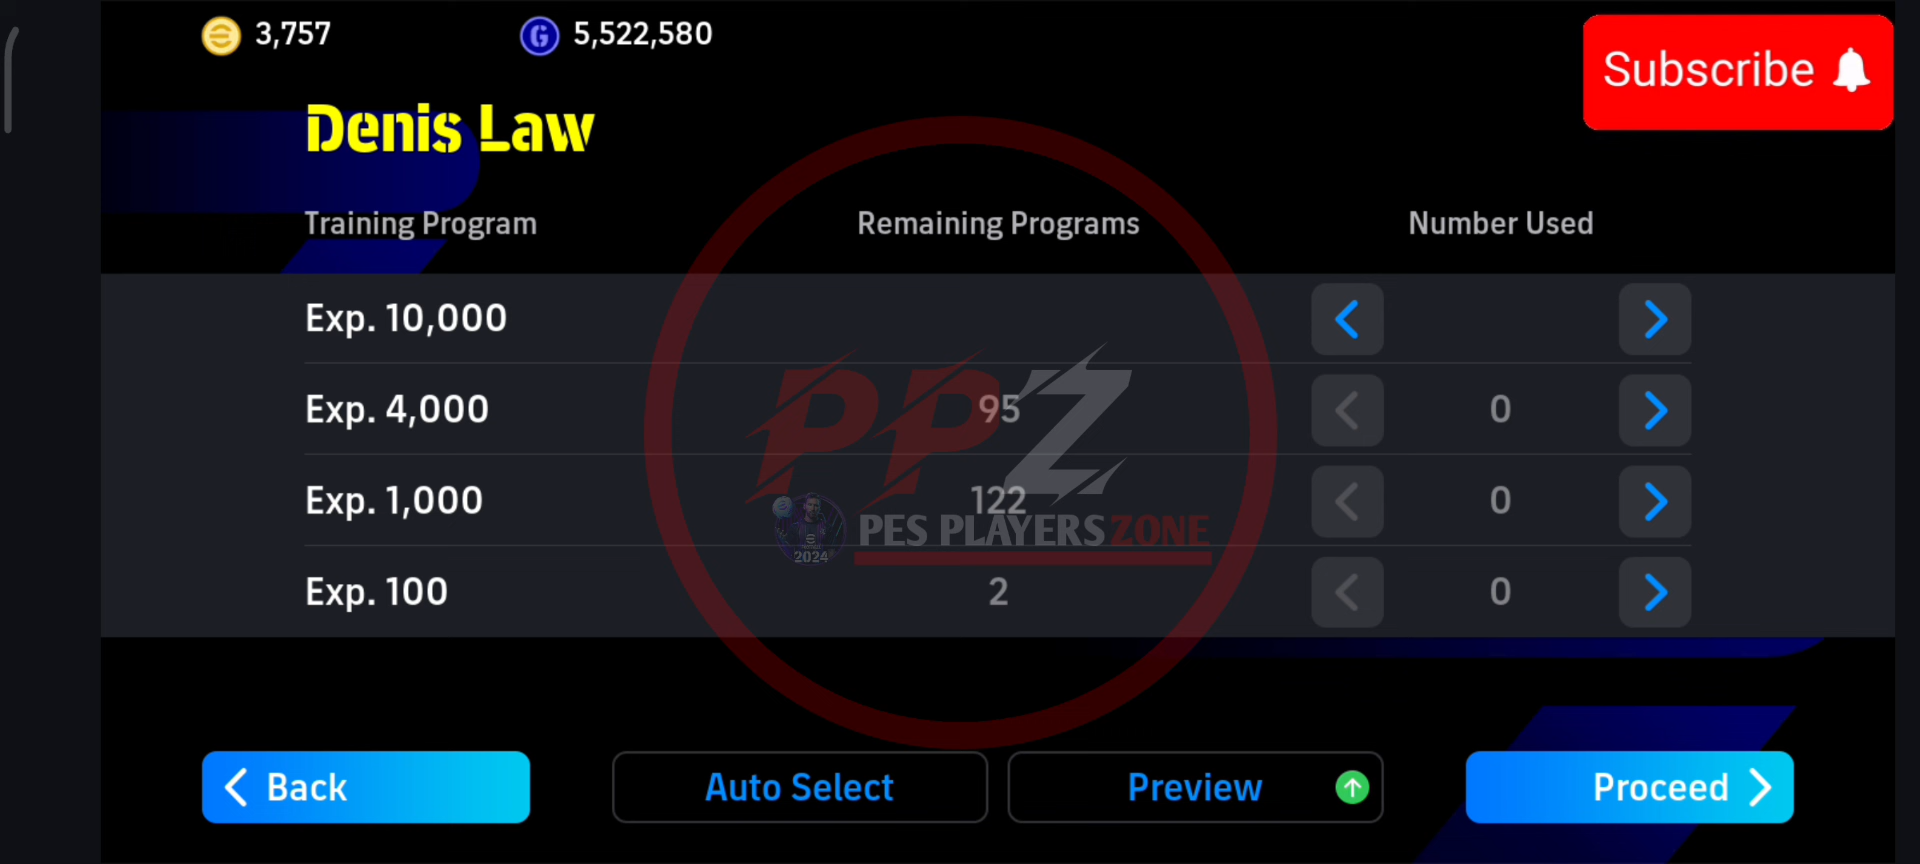 3,757 5,522,580
Subscribe
Denis Law
Training Program Remaining Programs Number Used
Exp. 10,000
Exp. 4,000 95 0
Exp. 1,000 122 0
Exp. 100 2 0
PPZ
PES PLAYERS ZONE
2024
Back Auto Select Preview Proceed